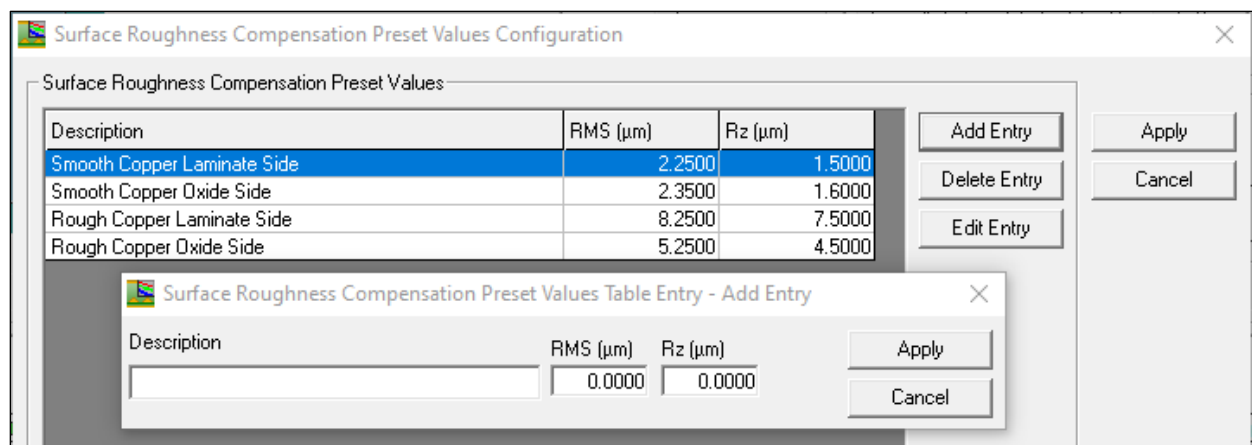 Surface Roughness Compensation Preset Values Configuration
Surface Roughness Compensation Preset Values
Description RMS (µm) Rz (µm)
Smooth Copper Laminate Side 2.2500 1.5000
Smooth Copper Oxide Side 2.3500 1.6000
Rough Copper Laminate Side 8.2500 7.5000
Rough Copper Oxide Side 5.2500 4.5000
Add Entry Apply
Delete Entry Cancel
Edit Entry
Surface Roughness Compensation Preset Values Table Entry - Add Entry
Description RMS (µm) Rz (µm)
0.0000 0.0000
Apply
Cancel